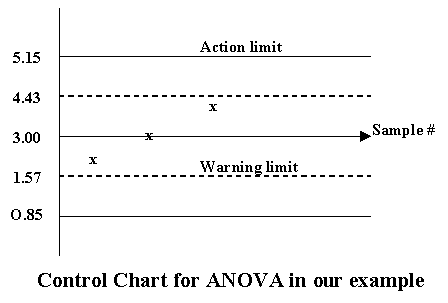 Action limit
5.15
4.43
x
3.00
x
Sample #
x
Warning limit
1.57
O.85
Control Chart for ANOVA in our example